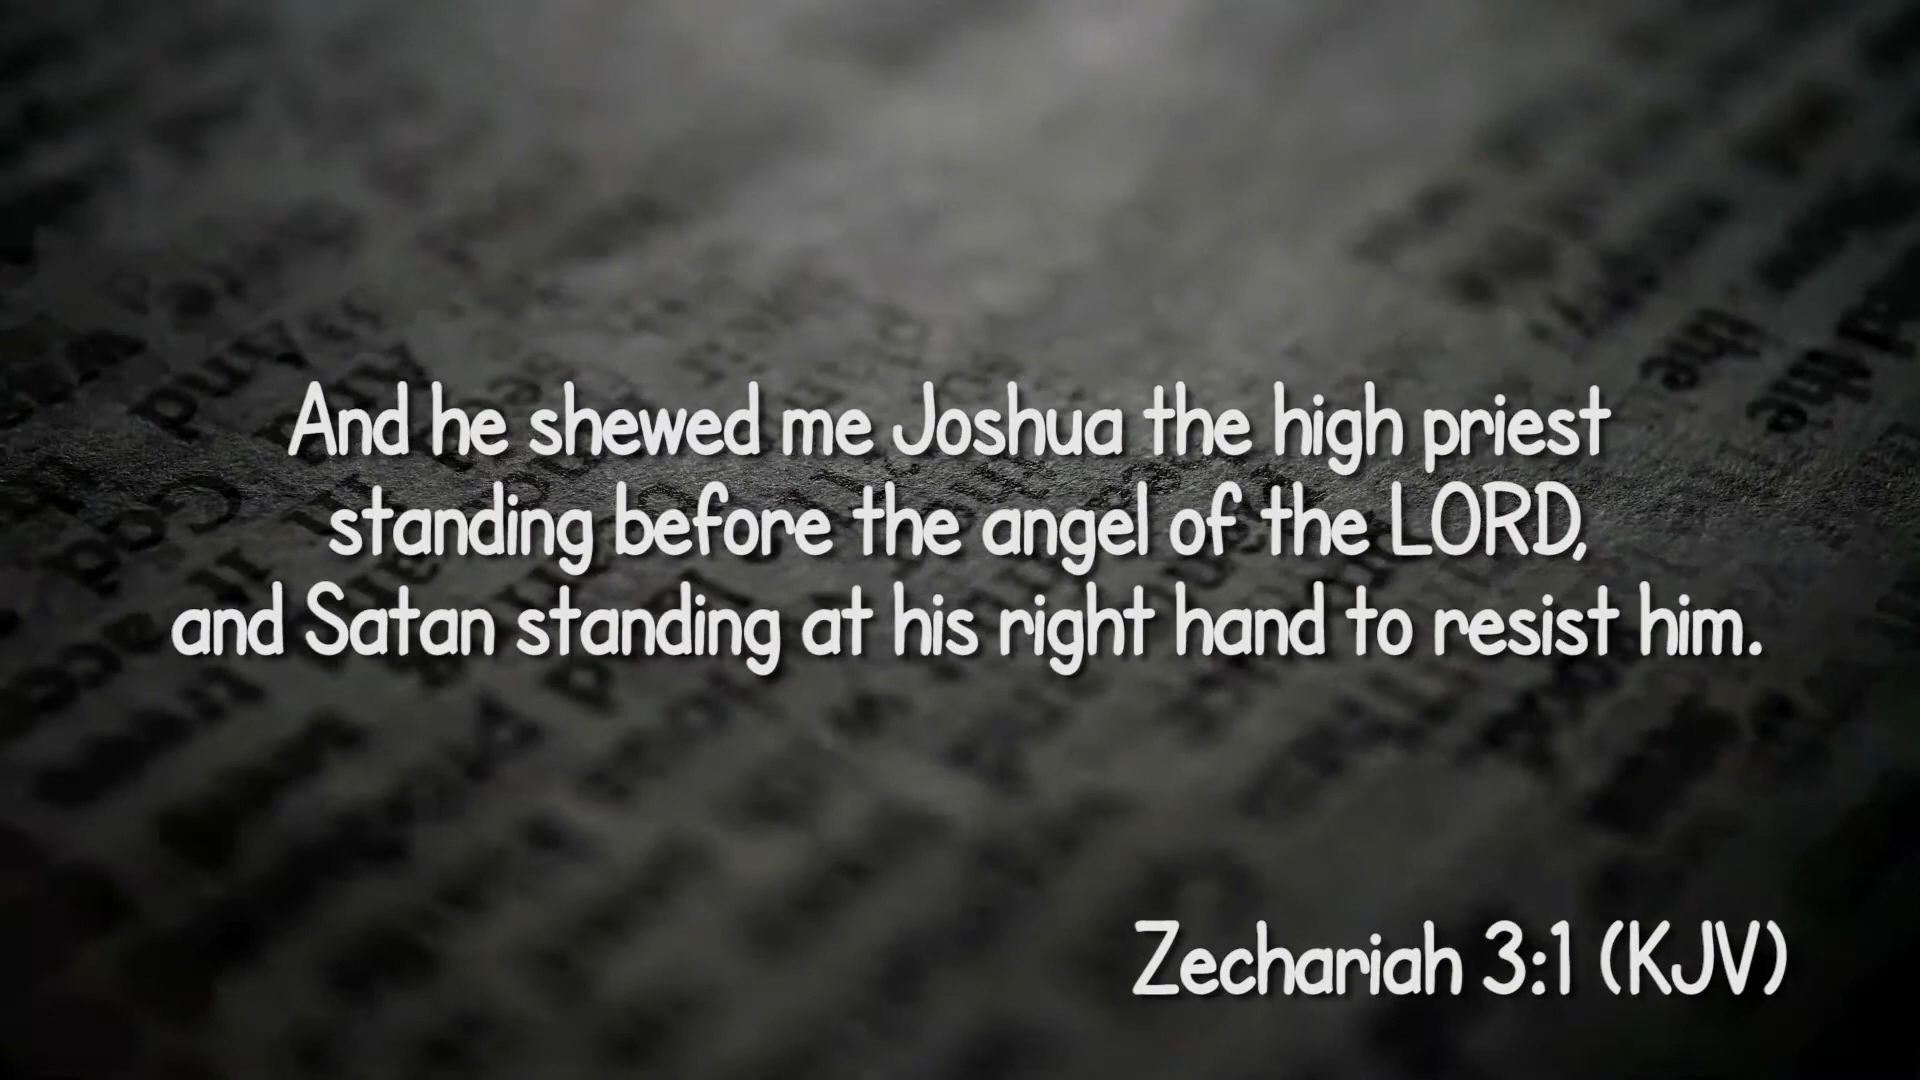 And he shewed me Joshua the high priest
standing before the angel of the LORD,
and Satan standing at his right hand to resist him.
Zechariah 3:1 (KJV)